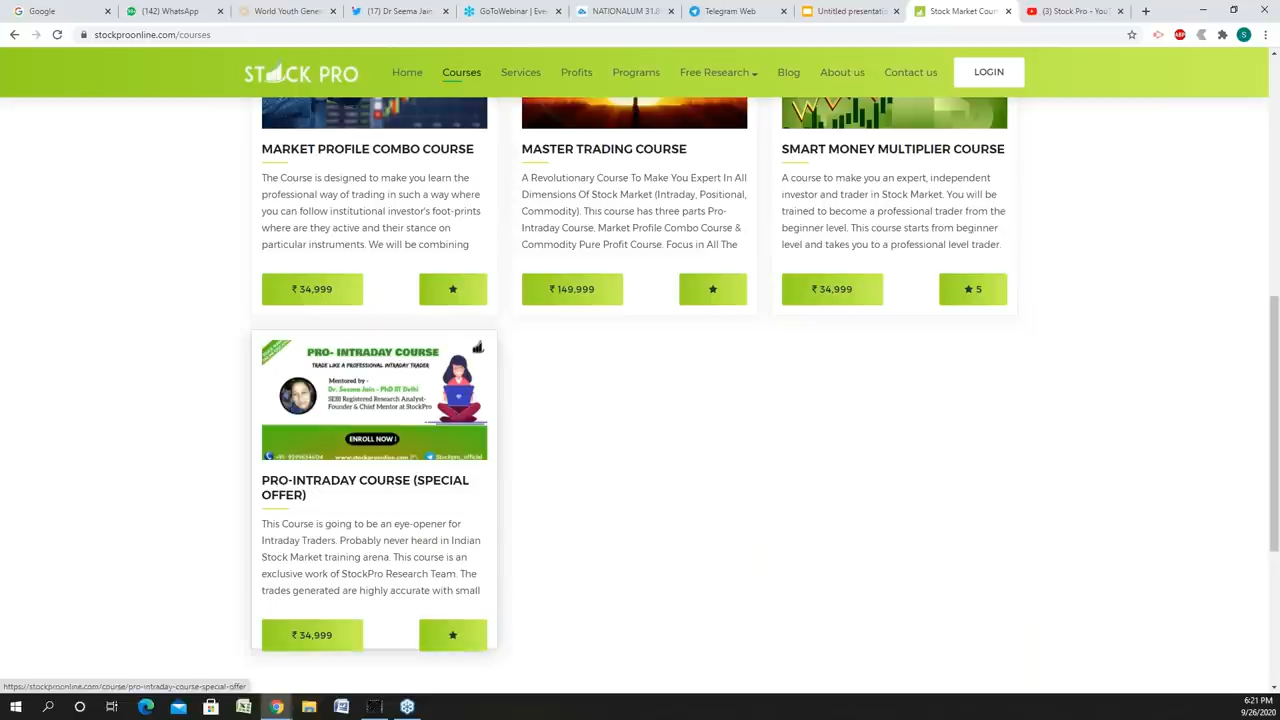 Google
(142) WhatsApp
World Youth Gene
(17) Dr Seema Jain
GoToWebinar | Eve
NATIONALUM 31.8
Telegram Web
Untitled presentatio
Stock Market Cour
(3) Stock Pro - You
stockproonline.com/courses
ABP
S
STOCK PRO
Home
Courses
Services
Profits
Programs
Free Research
Blog
About us
Contact us
LOGIN
MARKET PROFILE COMBO COURSE
The Course is designed to make you learn the
professional way of trading in such a way where
you can follow institutional investor's foot-prints
where are they active and their stance on
particular instruments. We will be combining
₹ 34,999
★
MASTER TRADING COURSE
A Revolutionary Course To Make You Expert In All
Dimensions Of Stock Market (Intraday, Positional,
Commodity). This course has three parts Pro-
Intraday Course, Market Profile Combo Course &
Commodity Pure Profit Course. Focus in All The
₹ 149,999
★
SMART MONEY MULTIPLIER COURSE
A course to make you an expert, independent
investor and trader in Stock Market. You will be
trained to become a professional trader from the
beginner level. This course starts from beginner
level and takes you to a professional level trader.
₹ 34,999
★ 5
PRO- INTRADAY COURSE
TRADE LIKE A PROFESSIONAL INTRADAY TRADER
Mentured by -
Dr. Seema Jain - PhD IIT Delhi
SEBI Registered Research Analyst-
Founder & Chief Mentor at StockPro
ENROLL NOW !
www.stockproonline.com
Stockpro_official
PRO-INTRADAY COURSE (SPECIAL
OFFER)
This Course is going to be an eye-opener for
Intraday Traders. Probably never heard in Indian
Stock Market training arena. This course is an
exclusive work of StockPro Research Team. The
trades generated are highly accurate with small
₹ 34,999
★
https://stockproonline.com/course/pro-intraday-course-special-offer
6:21 PM
9/26/2020